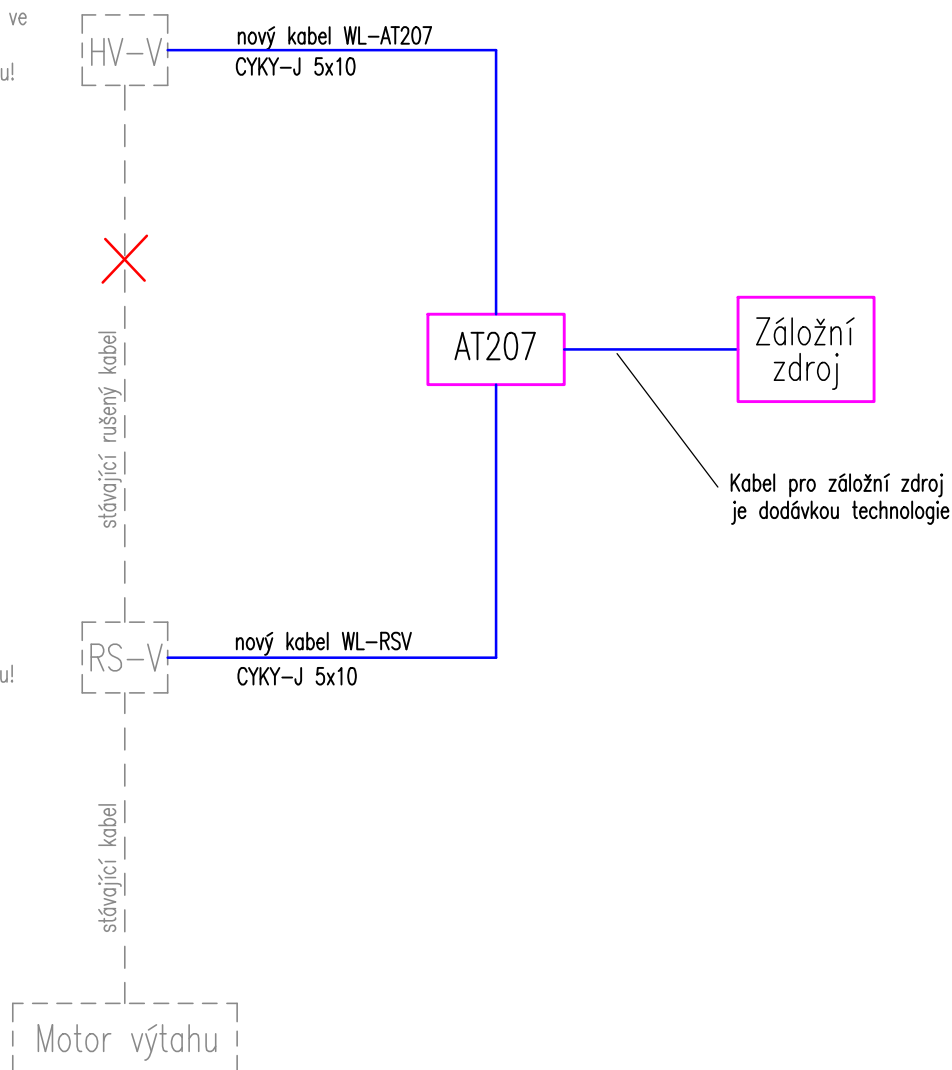 ve
HV-V
u!
nový kabel WL-AT207
CYKY-J 5x10
stávající rušený kabel
AT207
Záložní
zdroj
Kabel pro záložní zdroj
je dodávkou technologie
RS-V
u!
nový kabel WL-RSV
CYKY-J 5x10
stávající kabel
Motor výtahu